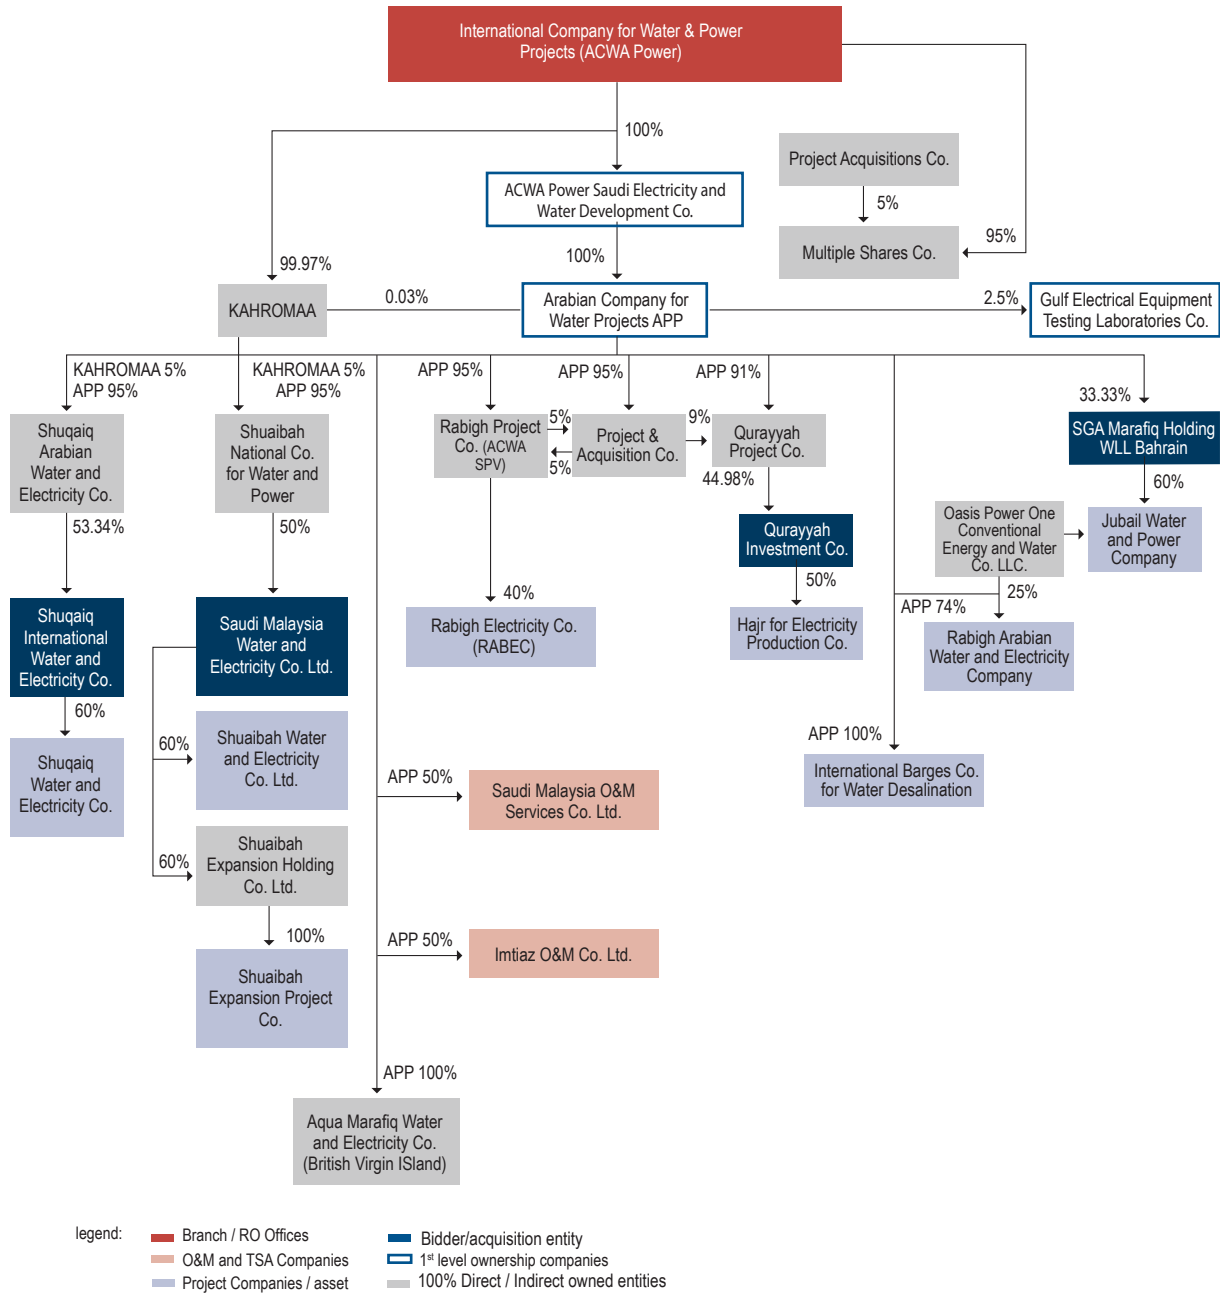 International Company for Water & Power
Projects (ACWA Power)
100%
Project Acquisitions Co.
ACWA Power Saudi Electricity and
Water Development Co.
5%
Multiple Shares Co.
95%
100%
99.97%
KAHROMAA
0.03%
Arabian Company for
Water Projects APP
2.5%
Gulf Electrical Equipment
Testing Laboratories Co.
KAHROMAA 5%
APP 95%
KAHROMAA 5%
APP 95%
APP 95%
APP 95%
APP 91%
33.33%
Shuqaiq
Arabian
Water and
Electricity Co.
Shuaibah
National Co.
for Water and
Power
Rabigh Project
Co. (ACWA
SPV)
5%
5%
Project &
Acquisition Co.
9%
Qurayyah
Project Co.
SGA Marafiq Holding
WLL Bahrain
53.34%
50%
44.98%
60%
Qurayyah
Investment Co.
Oasis Power One
Conventional
Energy and Water
Co. LLC.
Jubail Water
and Power
Company
40%
50%
25%
APP 74%
Shuqaiq
International
Water and
Electricity Co.
Saudi Malaysia
Water and
Electricity Co. Ltd.
Rabigh Electricity Co.
(RABEC)
Hajr for Electricity
Production Co.
Rabigh Arabian
Water and Electricity
Company
60%
Shuqaiq
Water and
Electricity Co.
60%
Shuaibah Water
and Electricity
Co. Ltd.
APP 100%
International Barges Co.
for Water Desalination
APP 50%
Saudi Malaysia O&M
Services Co. Ltd.
60%
Shuaibah
Expansion Holding
Co. Ltd.
100%
APP 50%
Imtiaz O&M Co. Ltd.
Shuaibah
Expansion Project
Co.
APP 100%
Aqua Marafiq Water
and Electricity Co.
(British Virgin ISland)
legend:
Branch / RO Offices
Bidder/acquisition entity
O&M and TSA Companies
1st level ownership companies
Project Companies / asset
100% Direct / Indirect owned entities